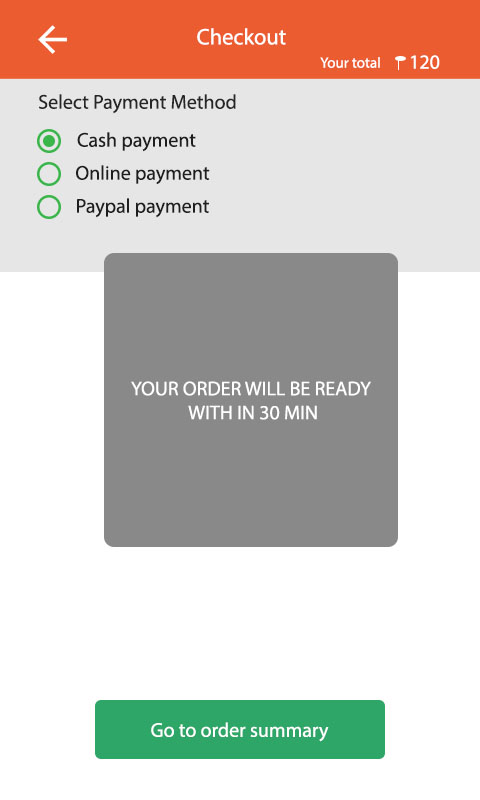 Checkout
Your total 120
Select Payment Method
Cash payment
Online payment
Paypal payment
YOUR ORDER WILL BE READY
WITH IN 30 MIN
Go to order summary